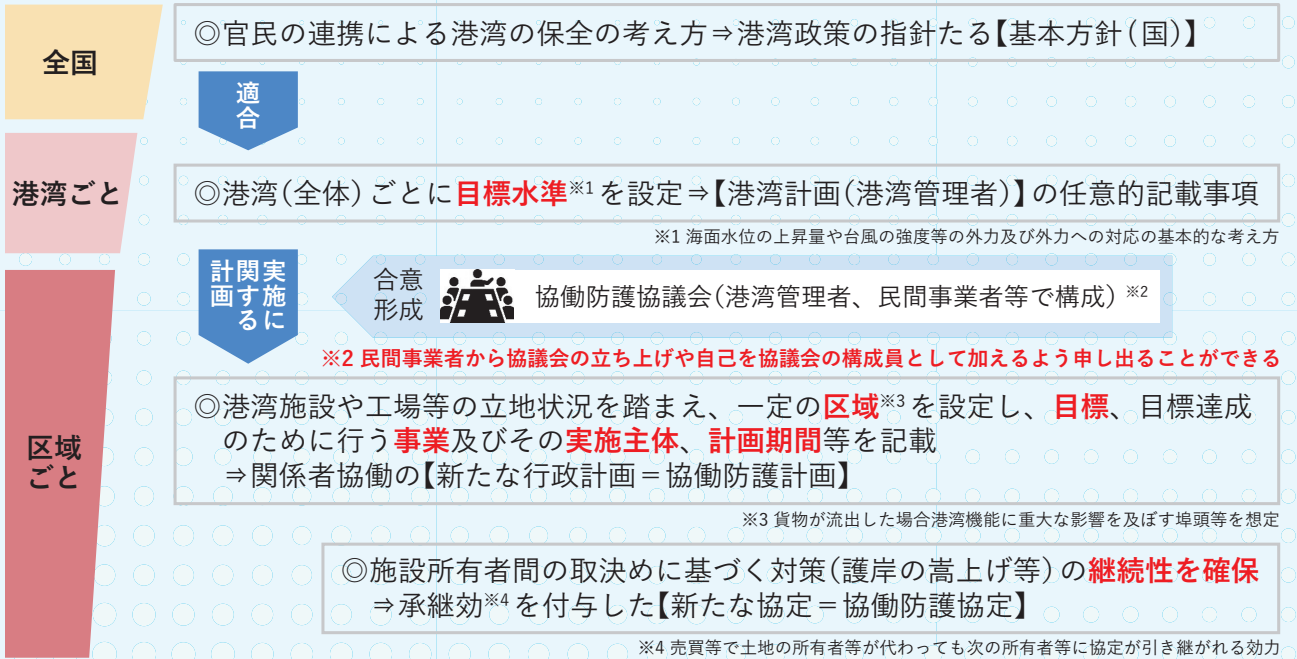 全国
◎官民の連携による港湾の保全の考え方⇒港湾政策の指針たる【基本方針(国)】
適合
港湾ごと
◎港湾(全体)ごとに目標水準※1を設定⇒【港湾計画(港湾管理者)】の任意的記載事項
※1 海面水位の上昇量や台風の強度等の外力及び外力への対応の基本的な考え方
実施に
関する
計画
合意
形成
協働防護協議会(港湾管理者、民間事業者等で構成)※2
※2 民間事業者から協議会の立ち上げや自己を協議会の構成員として加えるよう申し出ることができる
区域
ごと
◎港湾施設や工場等の立地状況を踏まえ、一定の区域※3を設定し、目標、目標達成
のために行う事業及びその実施主体、計画期間等を記載
⇒関係者協働の【新たな行政計画=協働防護計画】
※3 貨物が流出した場合港湾機能に重大な影響を及ぼす埠頭等を想定
◎施設所有者間の取決めに基づく対策(護岸の嵩上げ等)の継続性を確保
⇒承継効※4を付与した【新たな協定=協働防護協定】
※4 売買等で土地の所有者等が代わっても次の所有者等に協定が引き継がれる効力